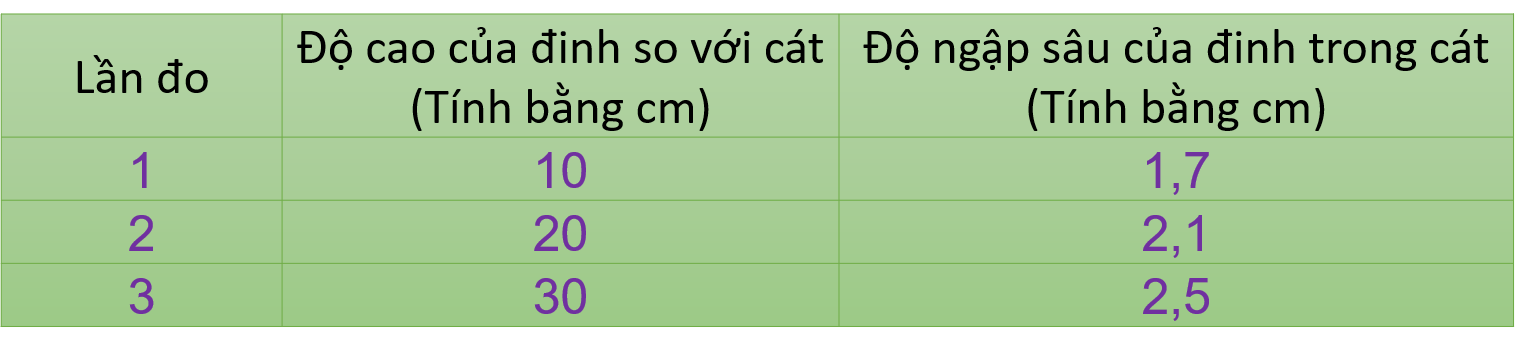 Lần đo
Độ cao của đinh so với cát
(Tính bằng cm)
Độ ngập sâu của đinh trong cát
(Tính bằng cm)
1
10
1,7
2
20
2,1
3
30
2,5